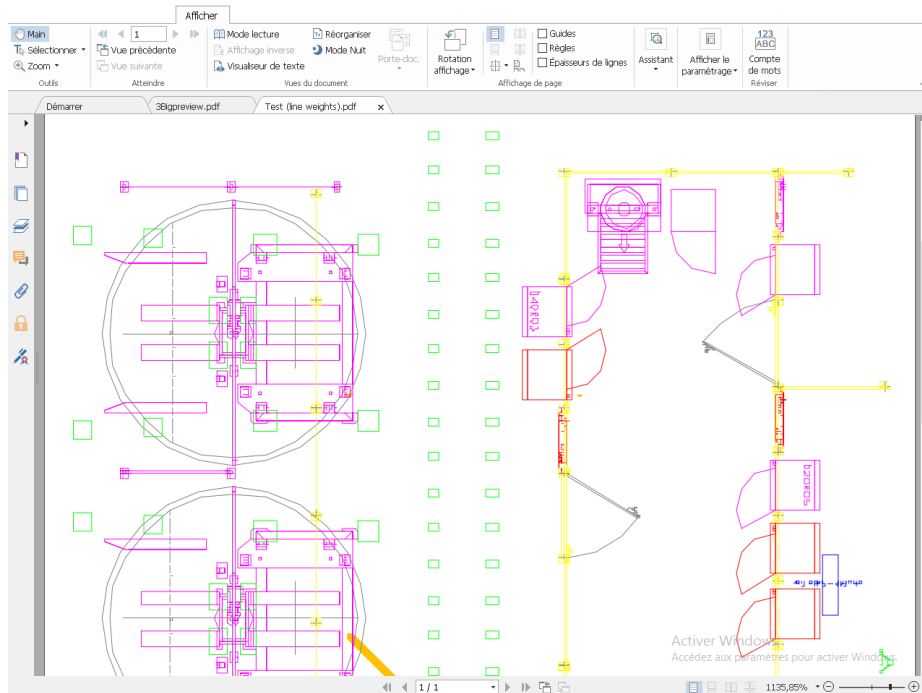 Afficher
Main
Sélectionner
Zoom
Outils
1
Vue précédente
Vue suivante
Atteindre
Mode lecture
Affichage inverse
Visualiseur de texte
Réorganiser
Mode Nuit
Porte-doc.
Vues du document
Rotation
affichage
Guides
Règles
Épaisseurs de lignes
Affichage de page
Assistant
Afficher le
paramétrage
123
ABC
Compte
de mots
Réviser
Démarrer
3Bigpreview.pdf
Test (line weights).pdf
Activer Windows
Accédez aux paramètres pour activer Windows.
1 / 1
1135,85%